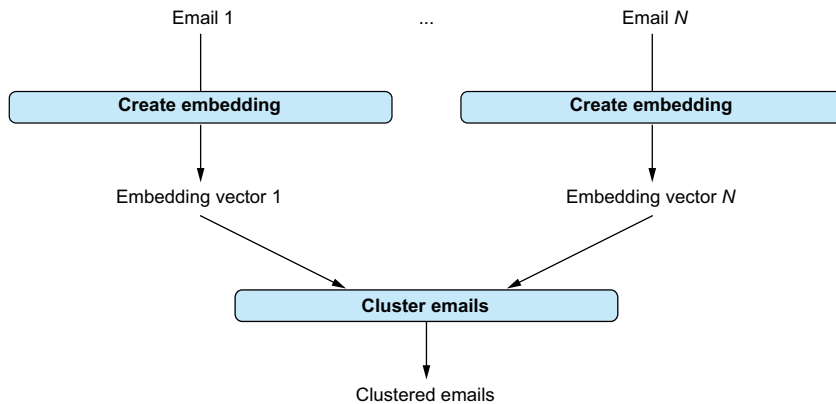 Email 1 ... Email N
Create embedding Create embedding
Embedding vector 1 Embedding vector N
Cluster emails
Clustered emails